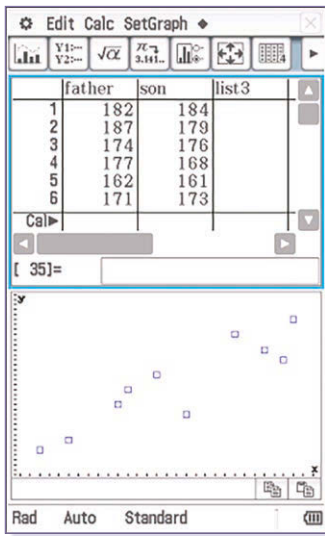 Edit Calc SetGraph
Y1:...
Y2:... √α 3.141..
father son list3
1 182 184
2 187 179
3 174 176
4 177 168
5 162 161
6 171 173
Cal
[ 35]=
y
x
Rad Auto Standard